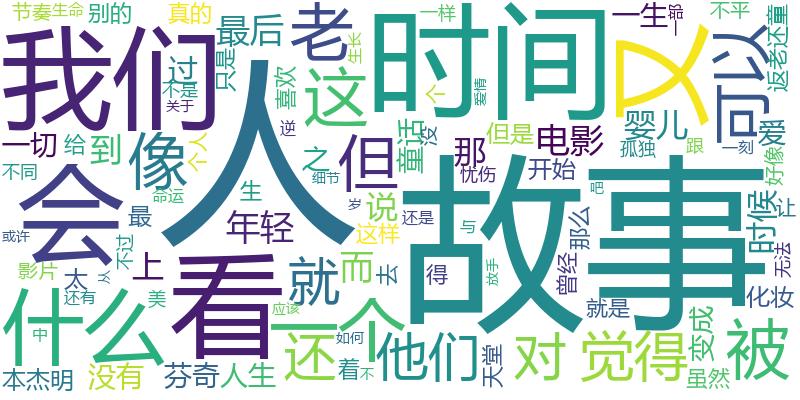 节奏
生命
别的
真的
一生
一部
不平
我们
人
最后
只是
老
喜欢
这
时间
一样
生长
个
爱情
又
可以
返老还童
过
不是
关于
一切
给
到
像
个人
逆
之
细节
但
童话
没
但是
那
忧伤
电影
开始
婴儿
孤独
跟
爱
一刻
好像
不同
会
命运
生
岁
年轻
说
这样
还是
与
得
放手
故事
曾经
那么
就是
时候
让
无法
化妆
或许
影片
太
还有
从
不过
最
上
美
看
就
而
去
应该
什么
中
一个
还
如何
着
不
他们
天堂
对
觉得
变成
虽然
被
本杰明
没有
芬奇
人生